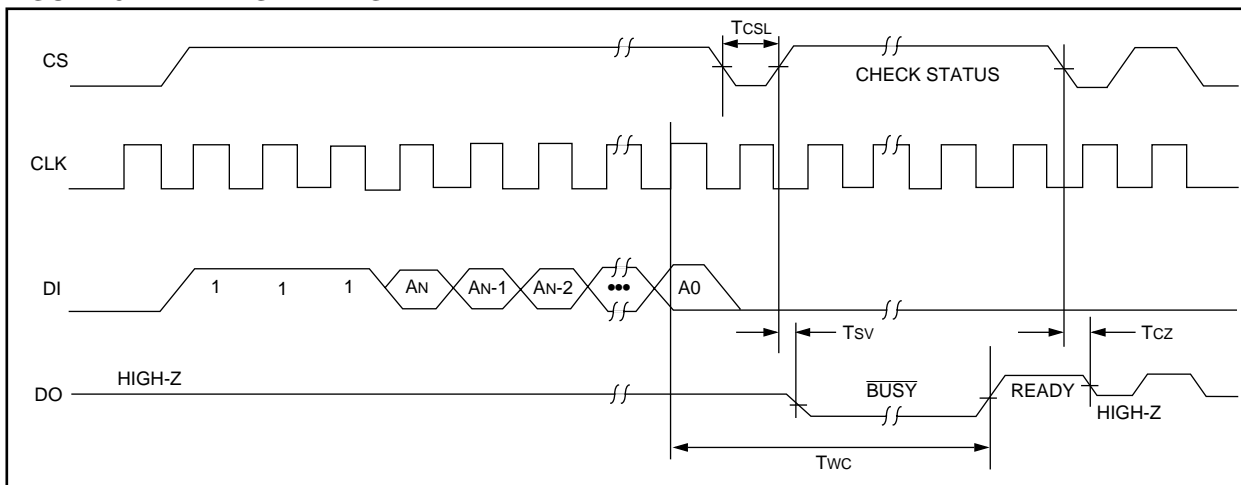 TCSL
CS
CHECK STATUS
CLK
DI
1 1 1 AN AN-1 AN-2 ••• A0
TSV
TCZ
HIGH-Z
DO
BUSY
READY
HIGH-Z
TWC